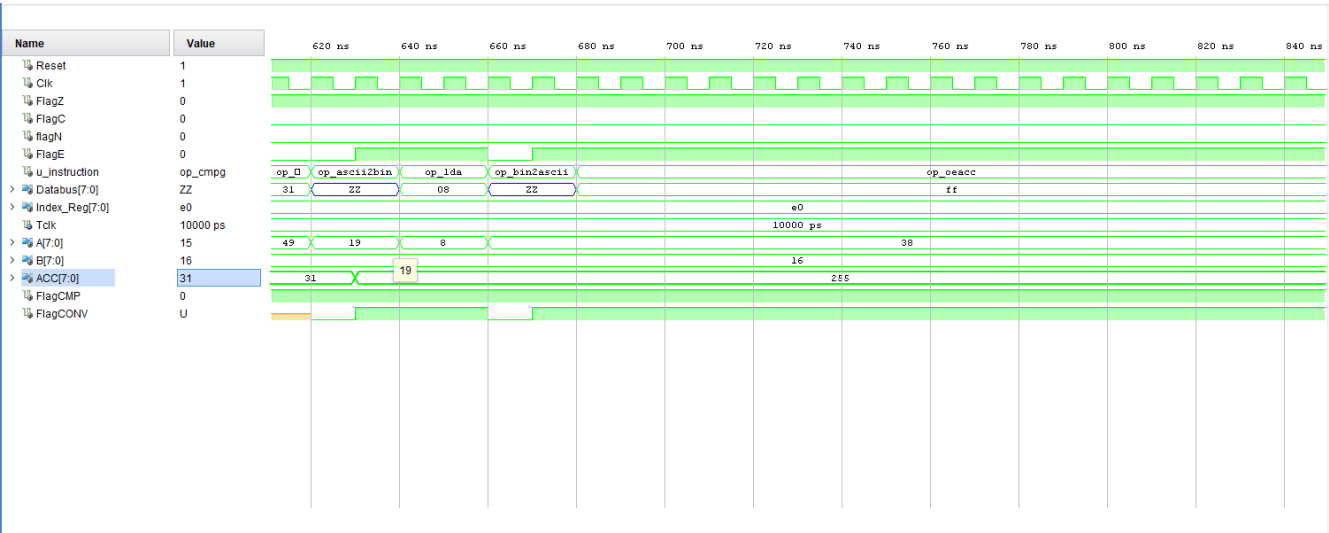 Name Value 620 ns 640 ns 660 ns 680 ns 700 ns 720 ns 740 ns 760 ns 780 ns 800 ns 820 ns 840 ns
Reset 1
Clk 1
FlagZ 0
FlagC 0
flagN 0
FlagE 0
u_instruction op_cmpg op_ op_ascii2bin op_lda op_bin2ascii op_oeacc
Databus[7:0] ZZ 31 ZZ 08 ZZ ff
Index_Reg[7:0] e0 e0
Tclk 10000 ps 10000 ps
A[7:0] 15 49 19 8 38
B[7:0] 16 16
19
ACC[7:0] 31 31 255
FlagCMP 0
FlagCONV U